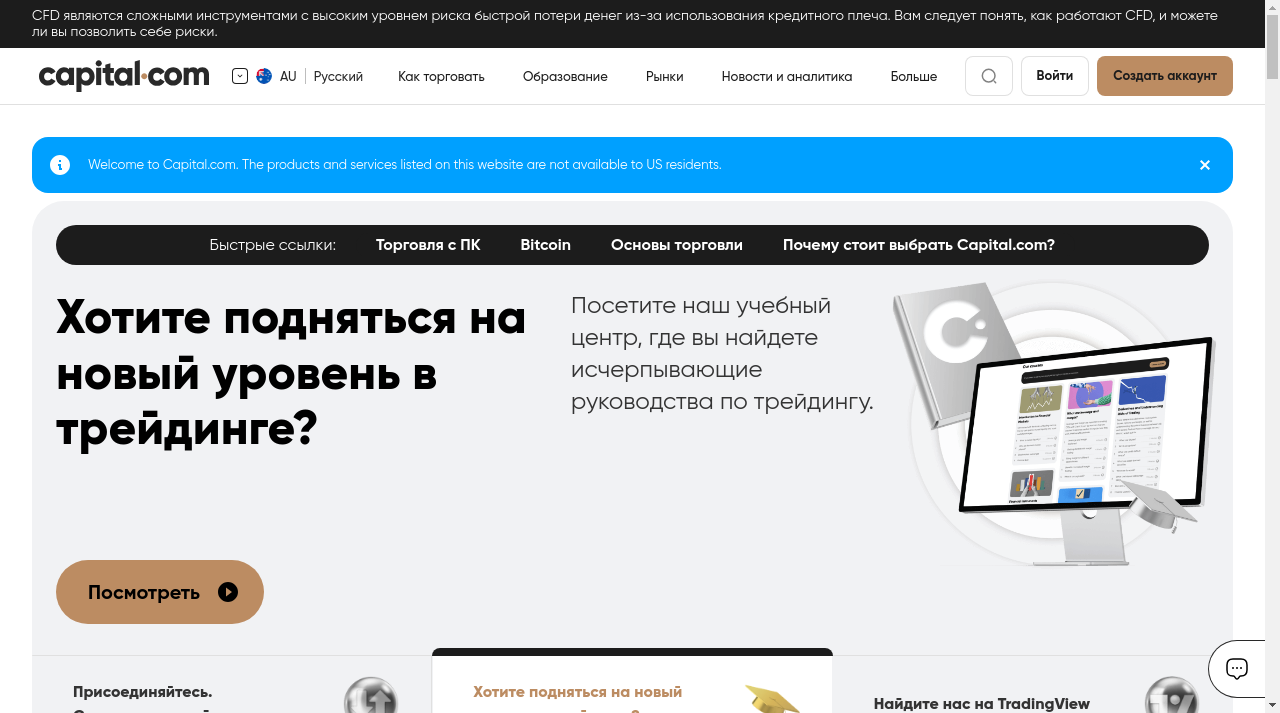 CFD являются сложными инструментами с высоким уровнем риска быстрой потери денег из-за использования кредитного плеча. Вам следует понять, как работают CFD, и можете
ли вы позволить себе риски.
capital.com
AU
Русский
Как торговать
Образование
Рынки
Новости и аналитика
Больше
Войти
Создать аккаунт
Welcome to Capital.com. The products and services listed on this website are not available to US residents.
Быстрые ссылки:
Торговля с ПК
Bitcoin
Основы торговли
Почему стоит выбрать Capital.com?
Хотите подняться на
новый уровень в
трейдинге?
Посетите наш учебный
центр, где вы найдете
исчерпывающие
руководства по трейдингу.
Посмотреть
Присоединяйтесь.
Хотите подняться на новый
Найдите нас на TradingView